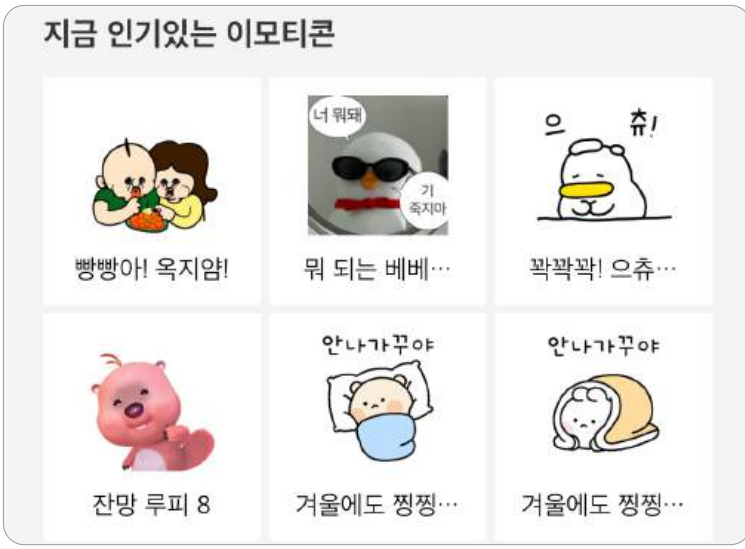 지금 인기있는 이모티콘
너 뭐돼
기
죽지마
으 츄!
빵빵아! 옥지얌!
뭐 되는 베베…
꽉꽉꽉! 으츄…
안나가꾸야
안나가꾸야
잔망 루피 8
겨울에도 찡찡…
겨울에도 찡찡…